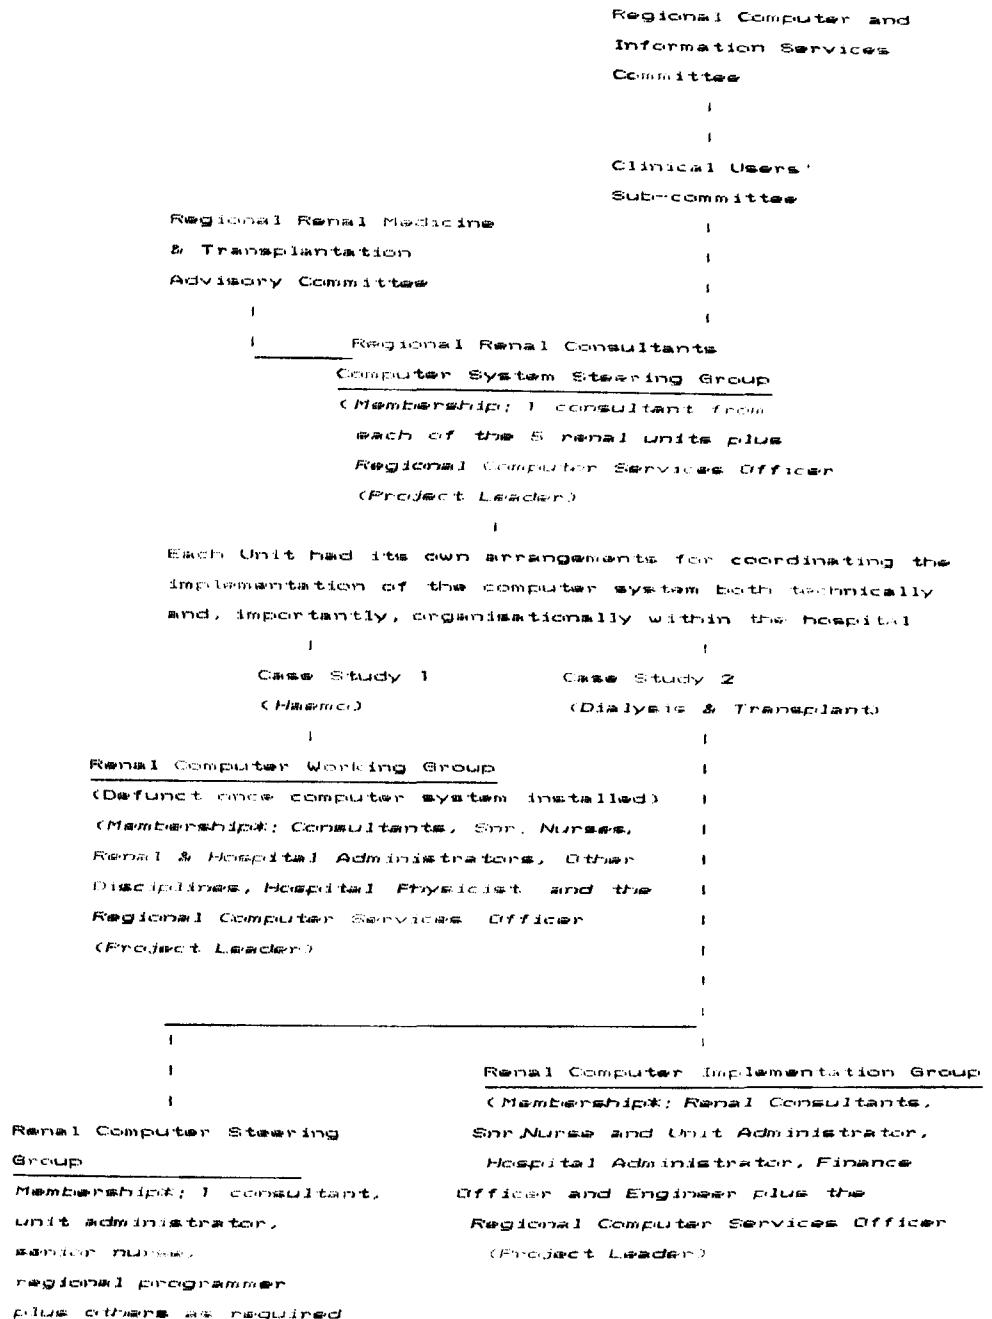 Regional Computer and
Information Services
Committee
Clinical Users'
Sub-committee
Regional Renal Medicine
& Transplantation
Advisory Committee
Regional Renal Consultants
Computer System Steering Group
(Membership; 1 consultant from
each of the 5 renal units plus
Regional Computer Services Officer
(Project Leader)
Each Unit had its own arrangements for coordinating the
implementation of the computer system both technically
and, importantly, organisationally within the hospital
Case Study 1
(Haemo)
Case Study 2
(Dialysis & Transplant)
Renal Computer Working Group
(Defunct once computer system installed)
(Membership*; Consultants, Snr. Nurses,
Renal & Hospital Administrators, Other
Disciplines, Hospital Physicist and the
Regional Computer Services Officer
(Project Leader)
Renal Computer Steering
Group
Membership*; 1 consultant,
unit administrator,
senior nurse,
regional programmer
plus others as required
Renal Computer Implementation Group
(Membership*; Renal Consultants,
Snr.Nurse and Unit Administrator,
Hospital Administrator, Finance
Officer and Engineer plus the
Regional Computer Services Officer
(Project Leader)